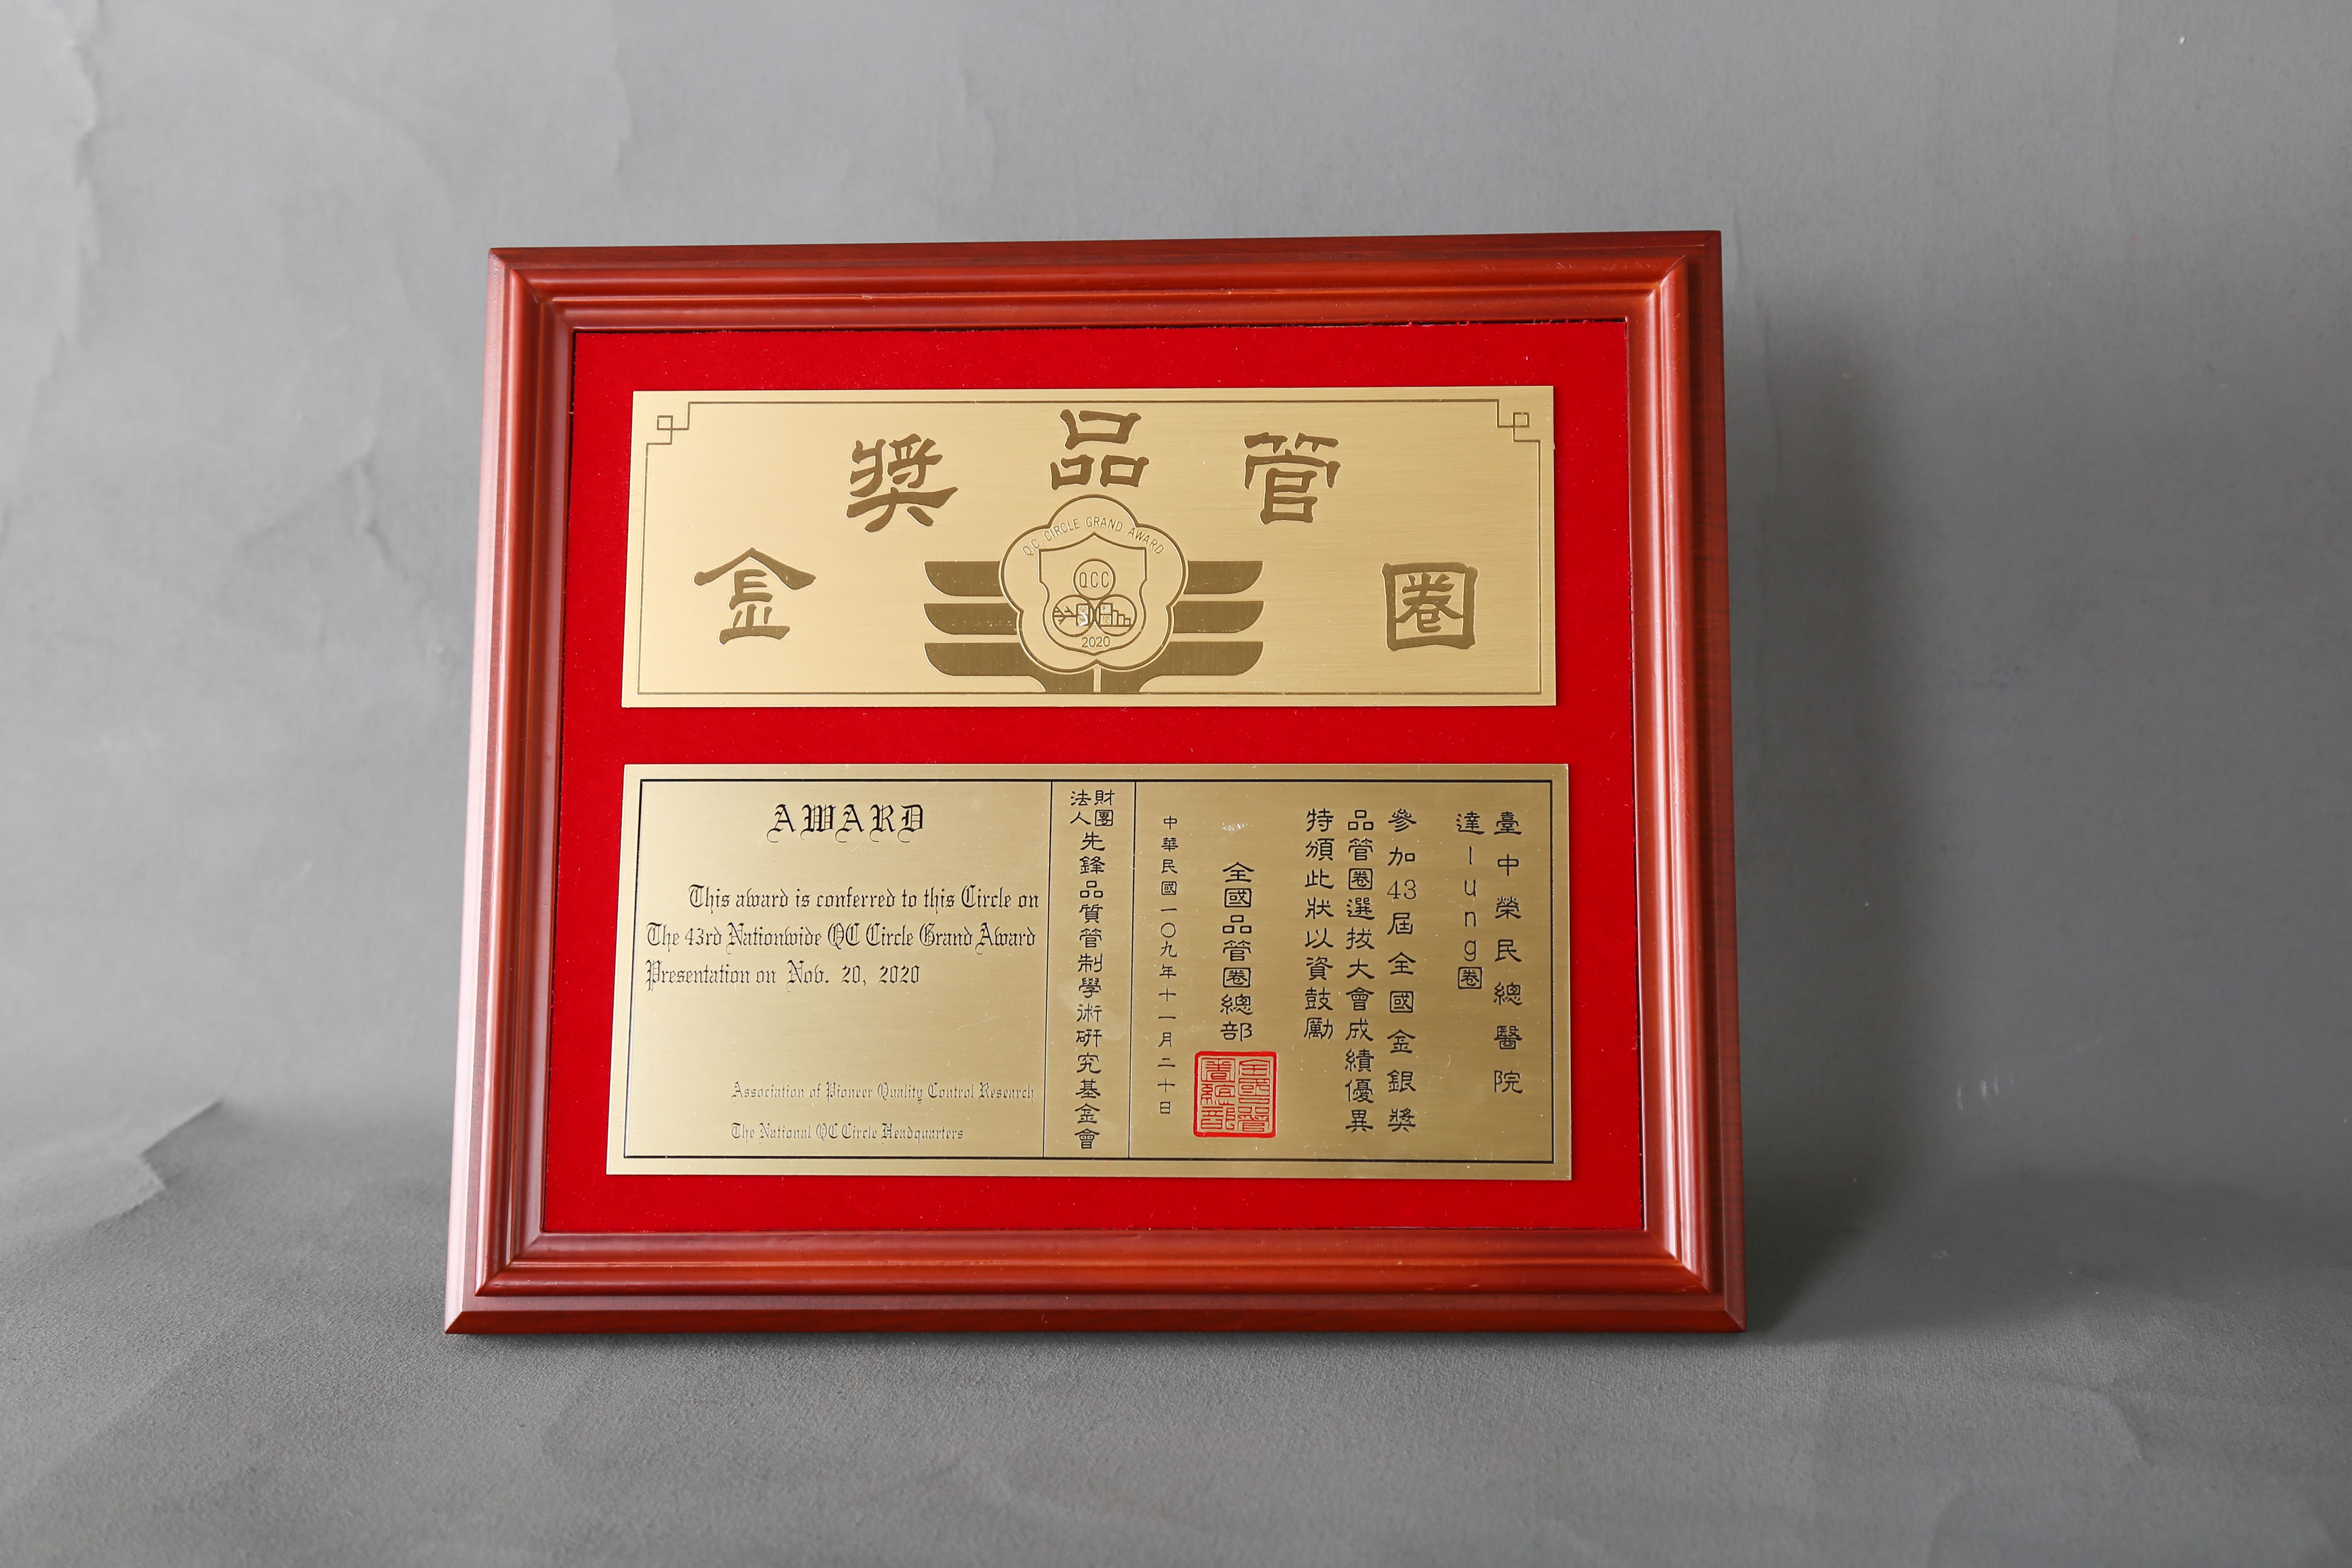 金獎品管圈
QC CIRCLE GRAND AWARD
QCC
2020
AWARD
This award is conferred to this Circle on
The 43rd Nationwide QC Circle Grand Award
Presentation on Nov. 20, 2020
Association of Pioneer Quality Control Research
The National QC Circle Headquarters
臺中榮民總醫院
達lung圈
參加43屆全國金銀獎
品管圈選拔大會成績優異
特頒此狀以資鼓勵
全國品管圈總部
中華民國一〇九年十一月二十日
財團法人先鋒品質管制學術研究基金會